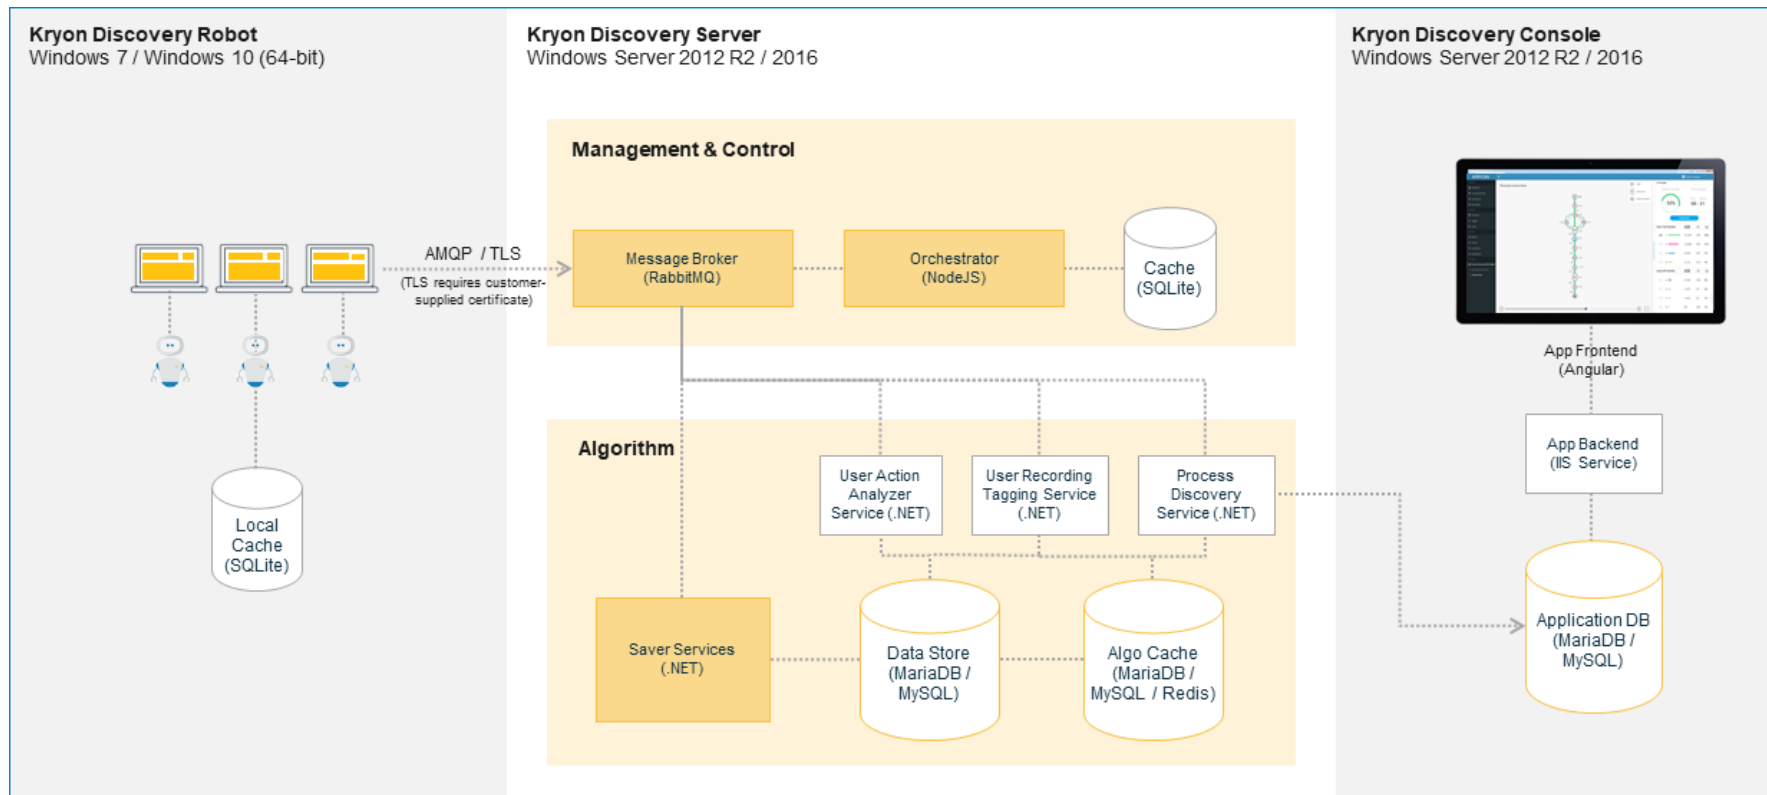 Kryon Discovery Robot
Windows 7 / Windows 10 (64-bit)
Kryon Discovery Server
Windows Server 2012 R2 / 2016
Kryon Discovery Console
Windows Server 2012 R2 / 2016
Management & Control
AMQP / TLS
(TLS requires customer-
supplied certificate)
Message Broker
(RabbitMQ)
Orchestrator
(NodeJS)
Cache
(SQLite)
App Frontend
(Angular)
Algorithm
User Action
Analyzer
Service (.NET)
User Recording
Tagging Service
(.NET)
Process
Discovery
Service (.NET)
App Backend
(IIS Service)
Local
Cache
(SQLite)
Saver Services
(.NET)
Data Store
(MariaDB /
MySQL)
Algo Cache
(MariaDB /
MySQL / Redis)
Application DB
(MariaDB /
MySQL)